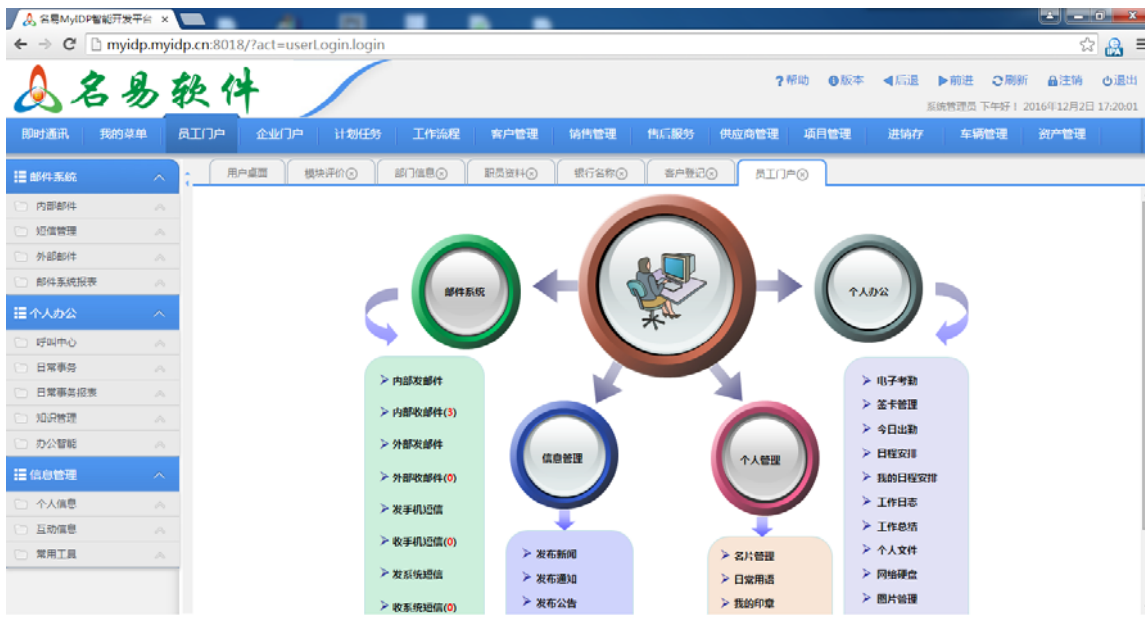 名易MyIDP智能开发平台
myidp.myidp.cn:8018/?act=userLogin.login
名易软件
帮助 版本 后退 前进 刷新 注销 退出
系统管理员 下午好！ 2016年12月2日 17:20:01
即时通讯 我的菜单 员工门户 企业门户 计划任务 工作流程 客户管理 销售管理 售后服务 供应商管理 项目管理 进销存 车辆管理 资产管理
用户桌面 模块评价 部门信息 职员资料 银行名称 客户登记 员工门户
邮件系统
内部邮件
短信管理
外部邮件
邮件系统报表
个人办公
呼叫中心
日常事务
日常事务报表
知识管理
办公智能
信息管理
个人信息
互动信息
常用工具
邮件系统
内部发邮件
内部收邮件(3)
外部发邮件
外部收邮件(0)
发手机短信
收手机短信(0)
发系统短信
收系统短信(0)
信息管理
发布新闻
发布通知
发布公告
个人管理
名片管理
日常用语
我的印章
个人办公
电子考勤
签卡管理
今日出勤
日程安排
我的日程安排
工作日志
工作总结
个人文件
网络硬盘
图片管理